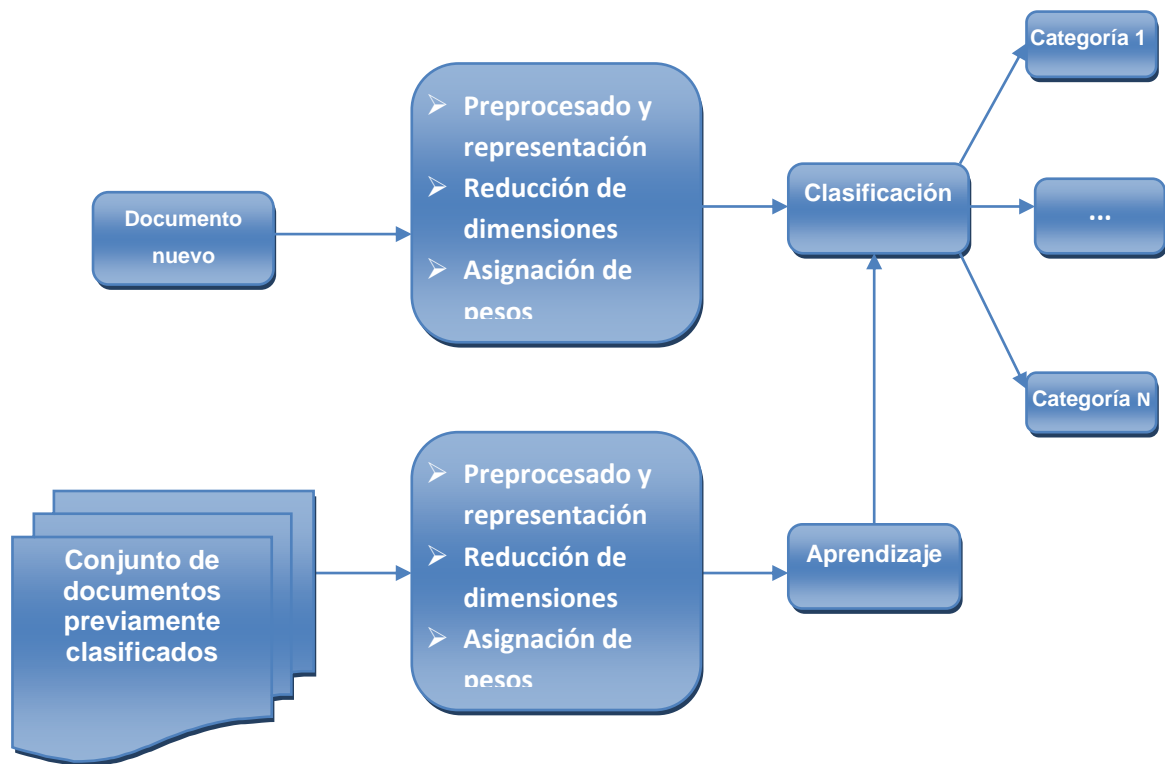 Categoría 1
➢ Preprocesado y
representación
➢ Reducción de
dimensiones
➢ Asignación de
pesos
Documento
nuevo
Clasificación
...
Categoría N
➢ Preprocesado y
representación
➢ Reducción de
dimensiones
➢ Asignación de
pesos
Conjunto de
documentos
previamente
clasificados
Aprendizaje